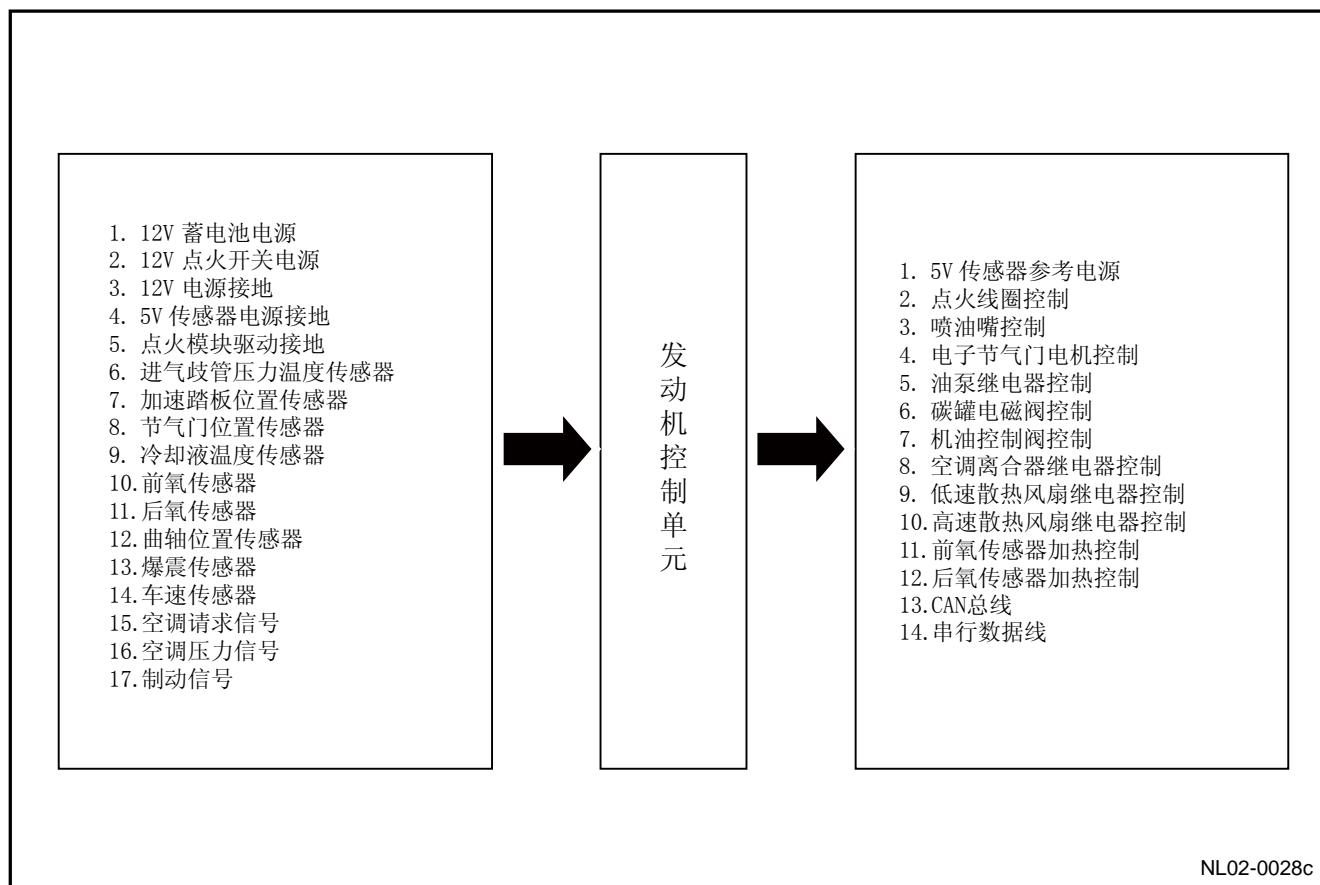 1. 12V 蓄电池电源
2. 12V 点火开关电源
3. 12V 电源接地
4. 5V 传感器电源接地
5. 点火模块驱动接地
6. 进气歧管压力温度传感器
7. 加速踏板位置传感器
8. 节气门位置传感器
9. 冷却液温度传感器
10.前氧传感器
11.后氧传感器
12.曲轴位置传感器
13.爆震传感器
14.车速传感器
15.空调请求信号
16.空调压力信号
17.制动信号
发动机控制单元
1. 5V 传感器参考电源
2. 点火线圈控制
3. 喷油嘴控制
4. 电子节气门电机控制
5. 油泵继电器控制
6. 碳罐电磁阀控制
7. 机油控制阀控制
8. 空调离合器继电器控制
9. 低速散热风扇继电器控制
10.高速散热风扇继电器控制
11.前氧传感器加热控制
12.后氧传感器加热控制
13.CAN总线
14.串行数据线
NL02-0028c